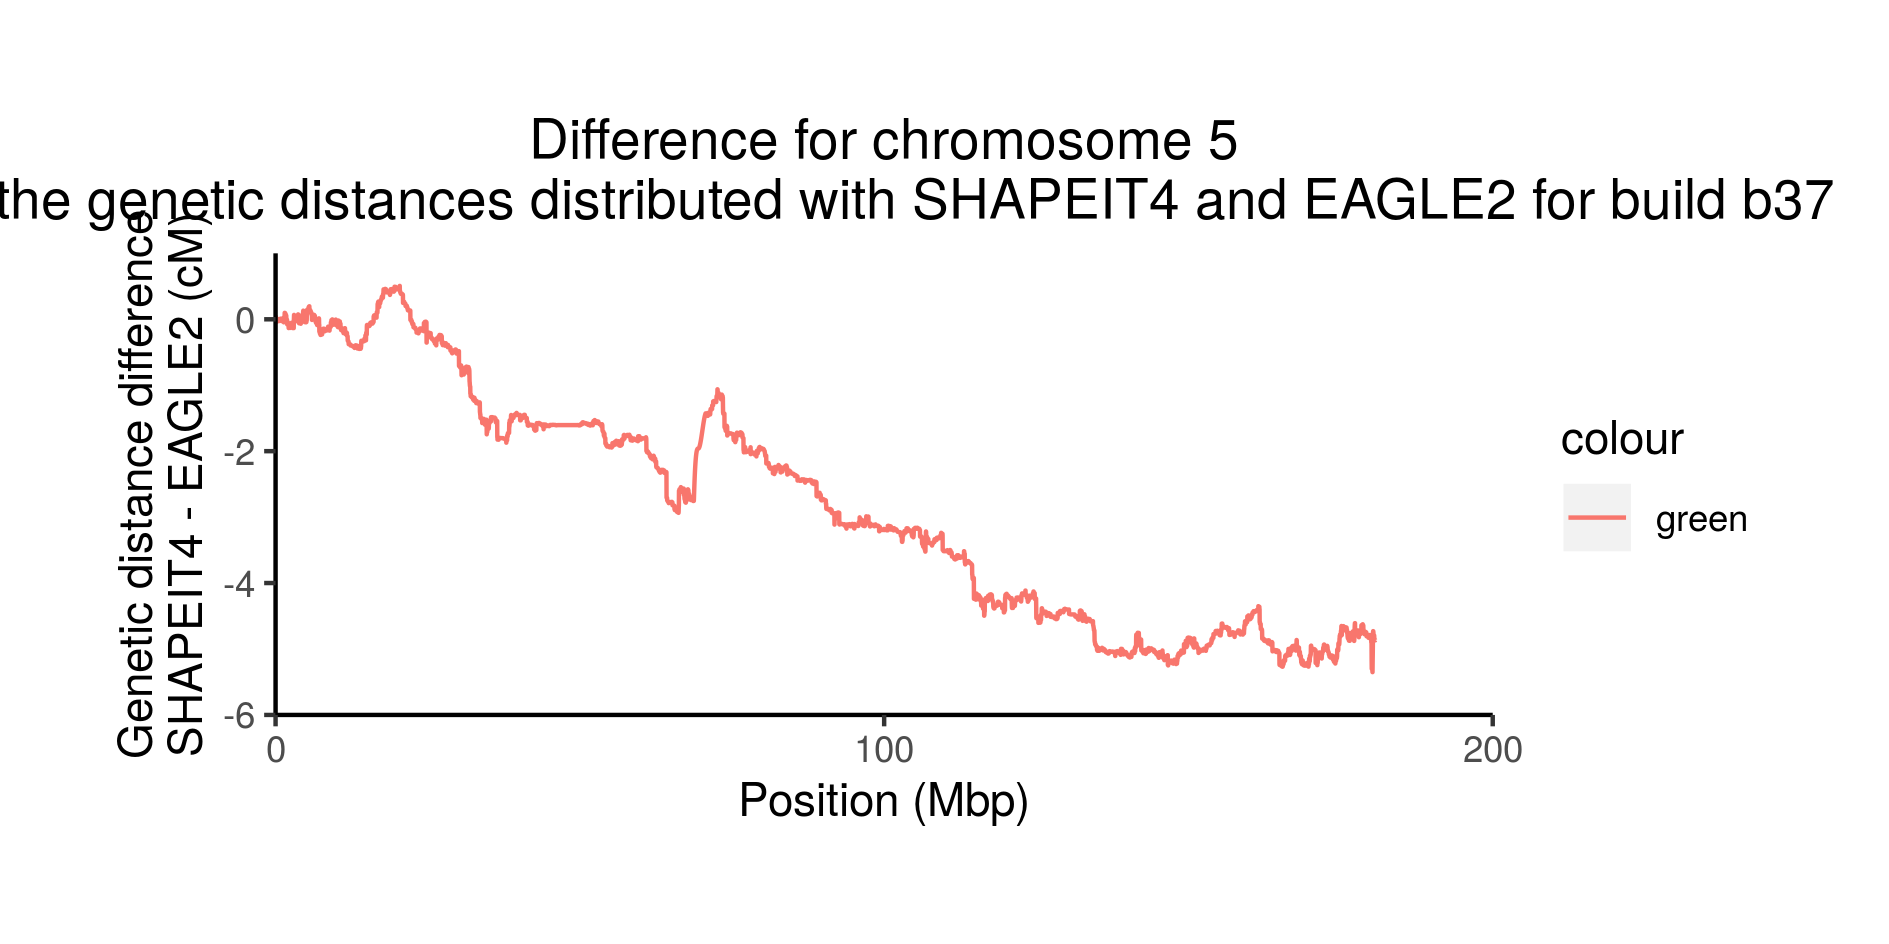 Difference for chromosome 5
the genetic distances distributed with SHAPEIT4 and EAGLE2 for build b37
Genetic distance difference
SHAPEIT4 - EAGLE2 (cM)
0
-2
-4
-6
0
100
200
Position (Mbp)
colour
green